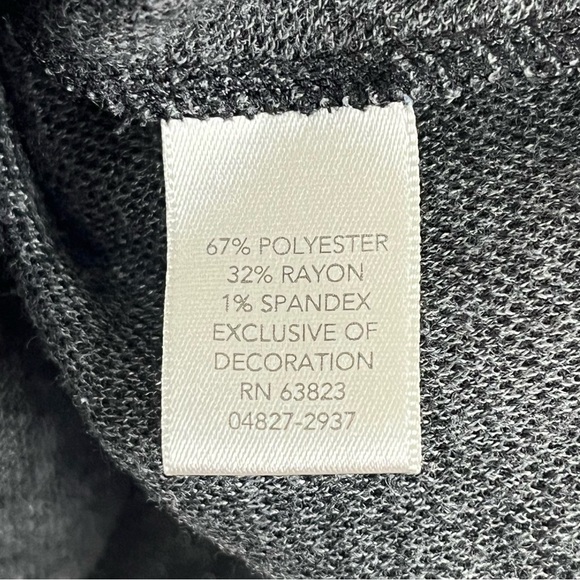 67% POLYESTER
32% RAYON
1% SPANDEX
EXCLUSIVE OF
DECORATION
RN 63823
04827-2937